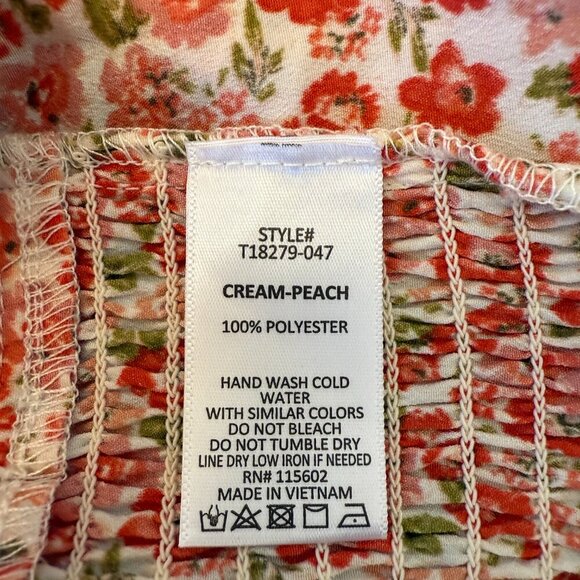 STYLE#
T18279-047
CREAM-PEACH
100% POLYESTER
HAND WASH COLD
WATER
WITH SIMILAR COLORS
DO NOT BLEACH
DO NOT TUMBLE DRY
LINE DRY LOW IRON IF NEEDED
RN# 115602
MADE IN VIETNAM